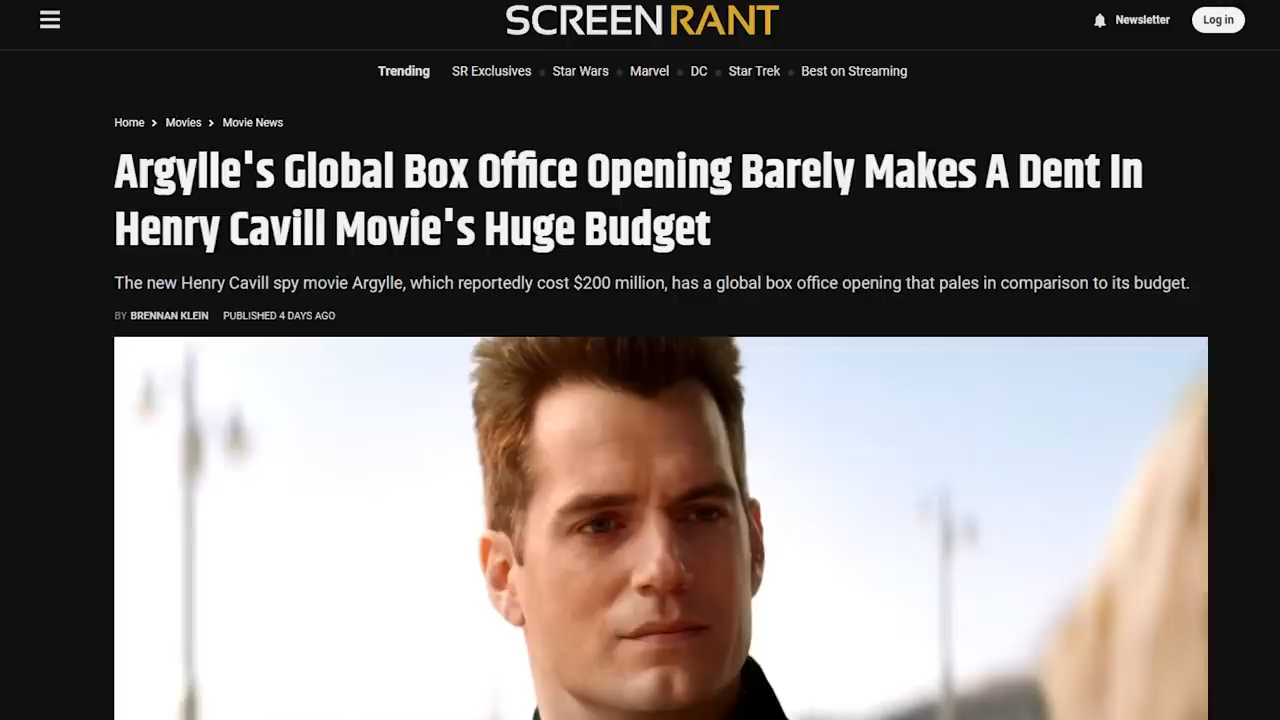 SCREENRANT
Newsletter
Log in
Trending SR Exclusives Star Wars Marvel DC Star Trek Best on Streaming
Home > Movies > Movie News
Argylle's Global Box Office Opening Barely Makes A Dent In
Henry Cavill Movie's Huge Budget
The new Henry Cavill spy movie Argylle, which reportedly cost $200 million, has a global box office opening that pales in comparison to its budget.
BY BRENNAN KLEIN PUBLISHED 4 DAYS AGO